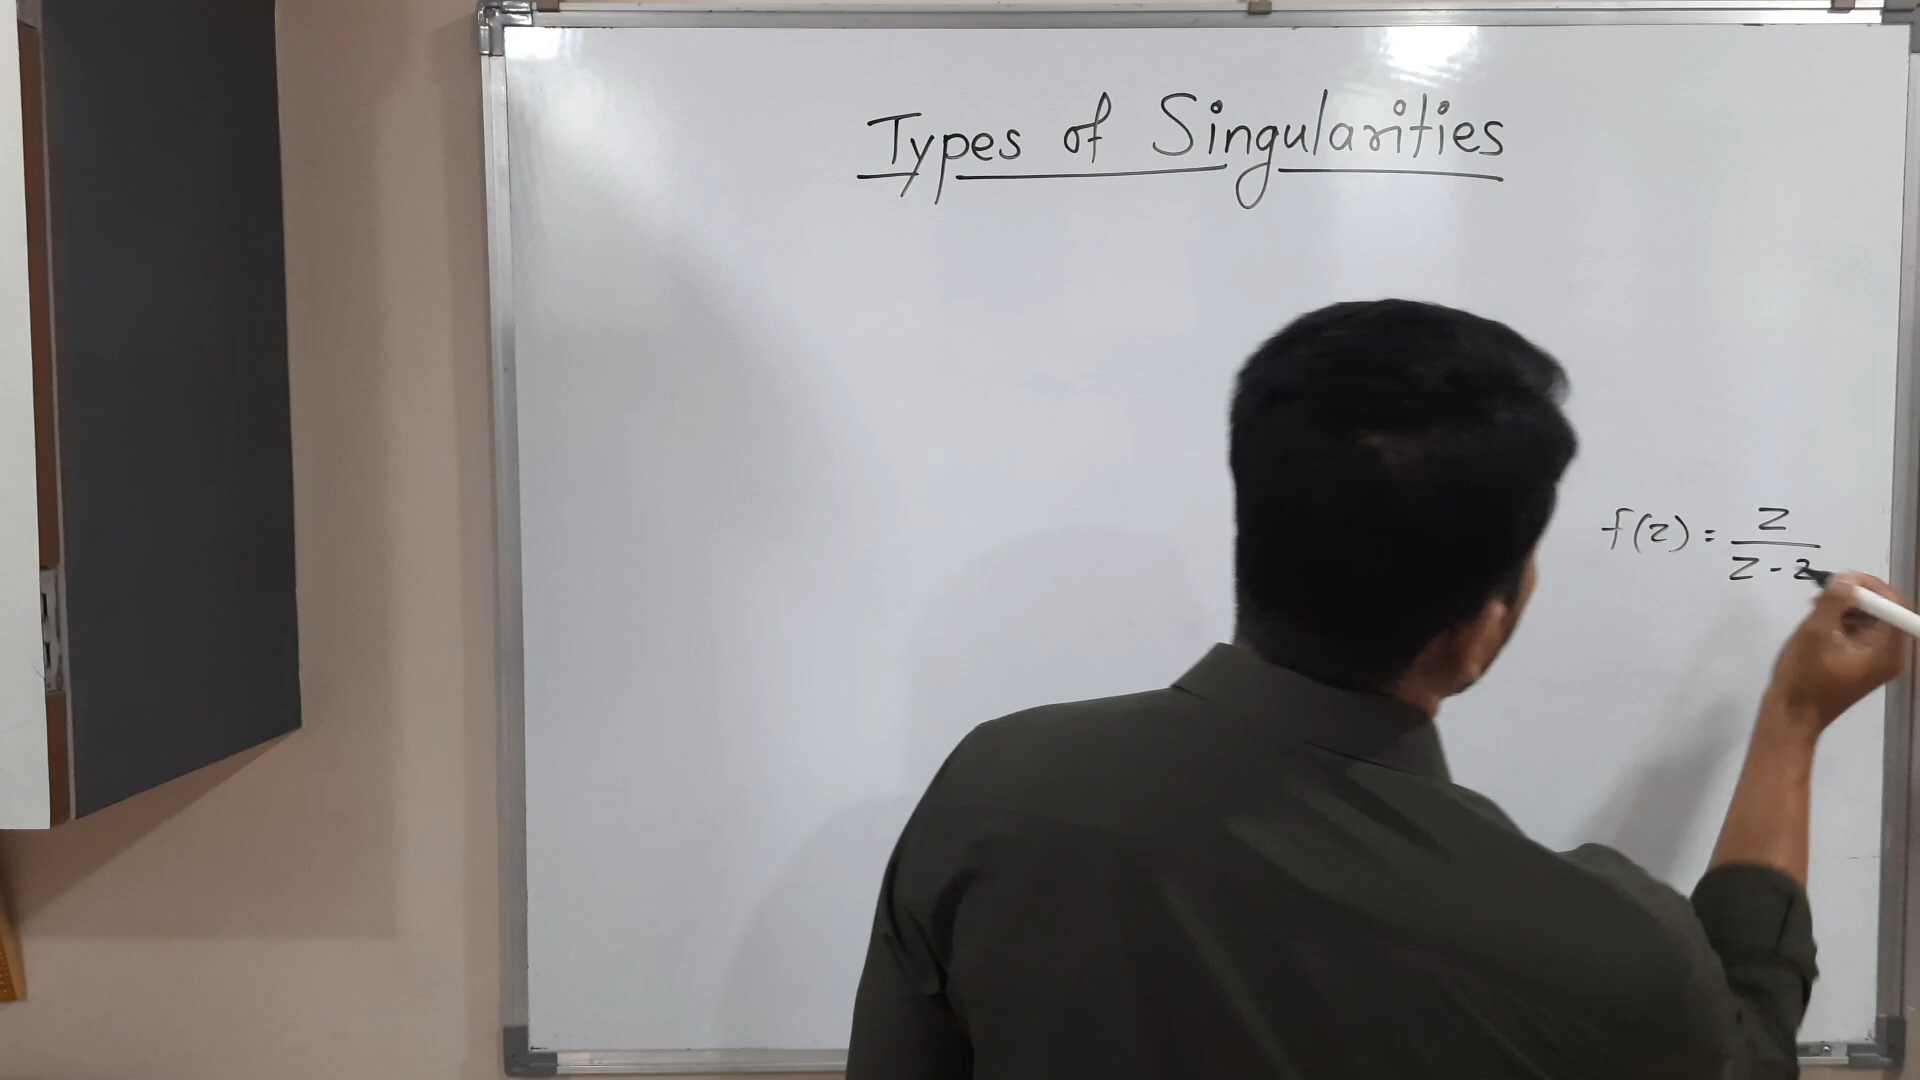 Types of Singularities
f(z) = z / z - 2